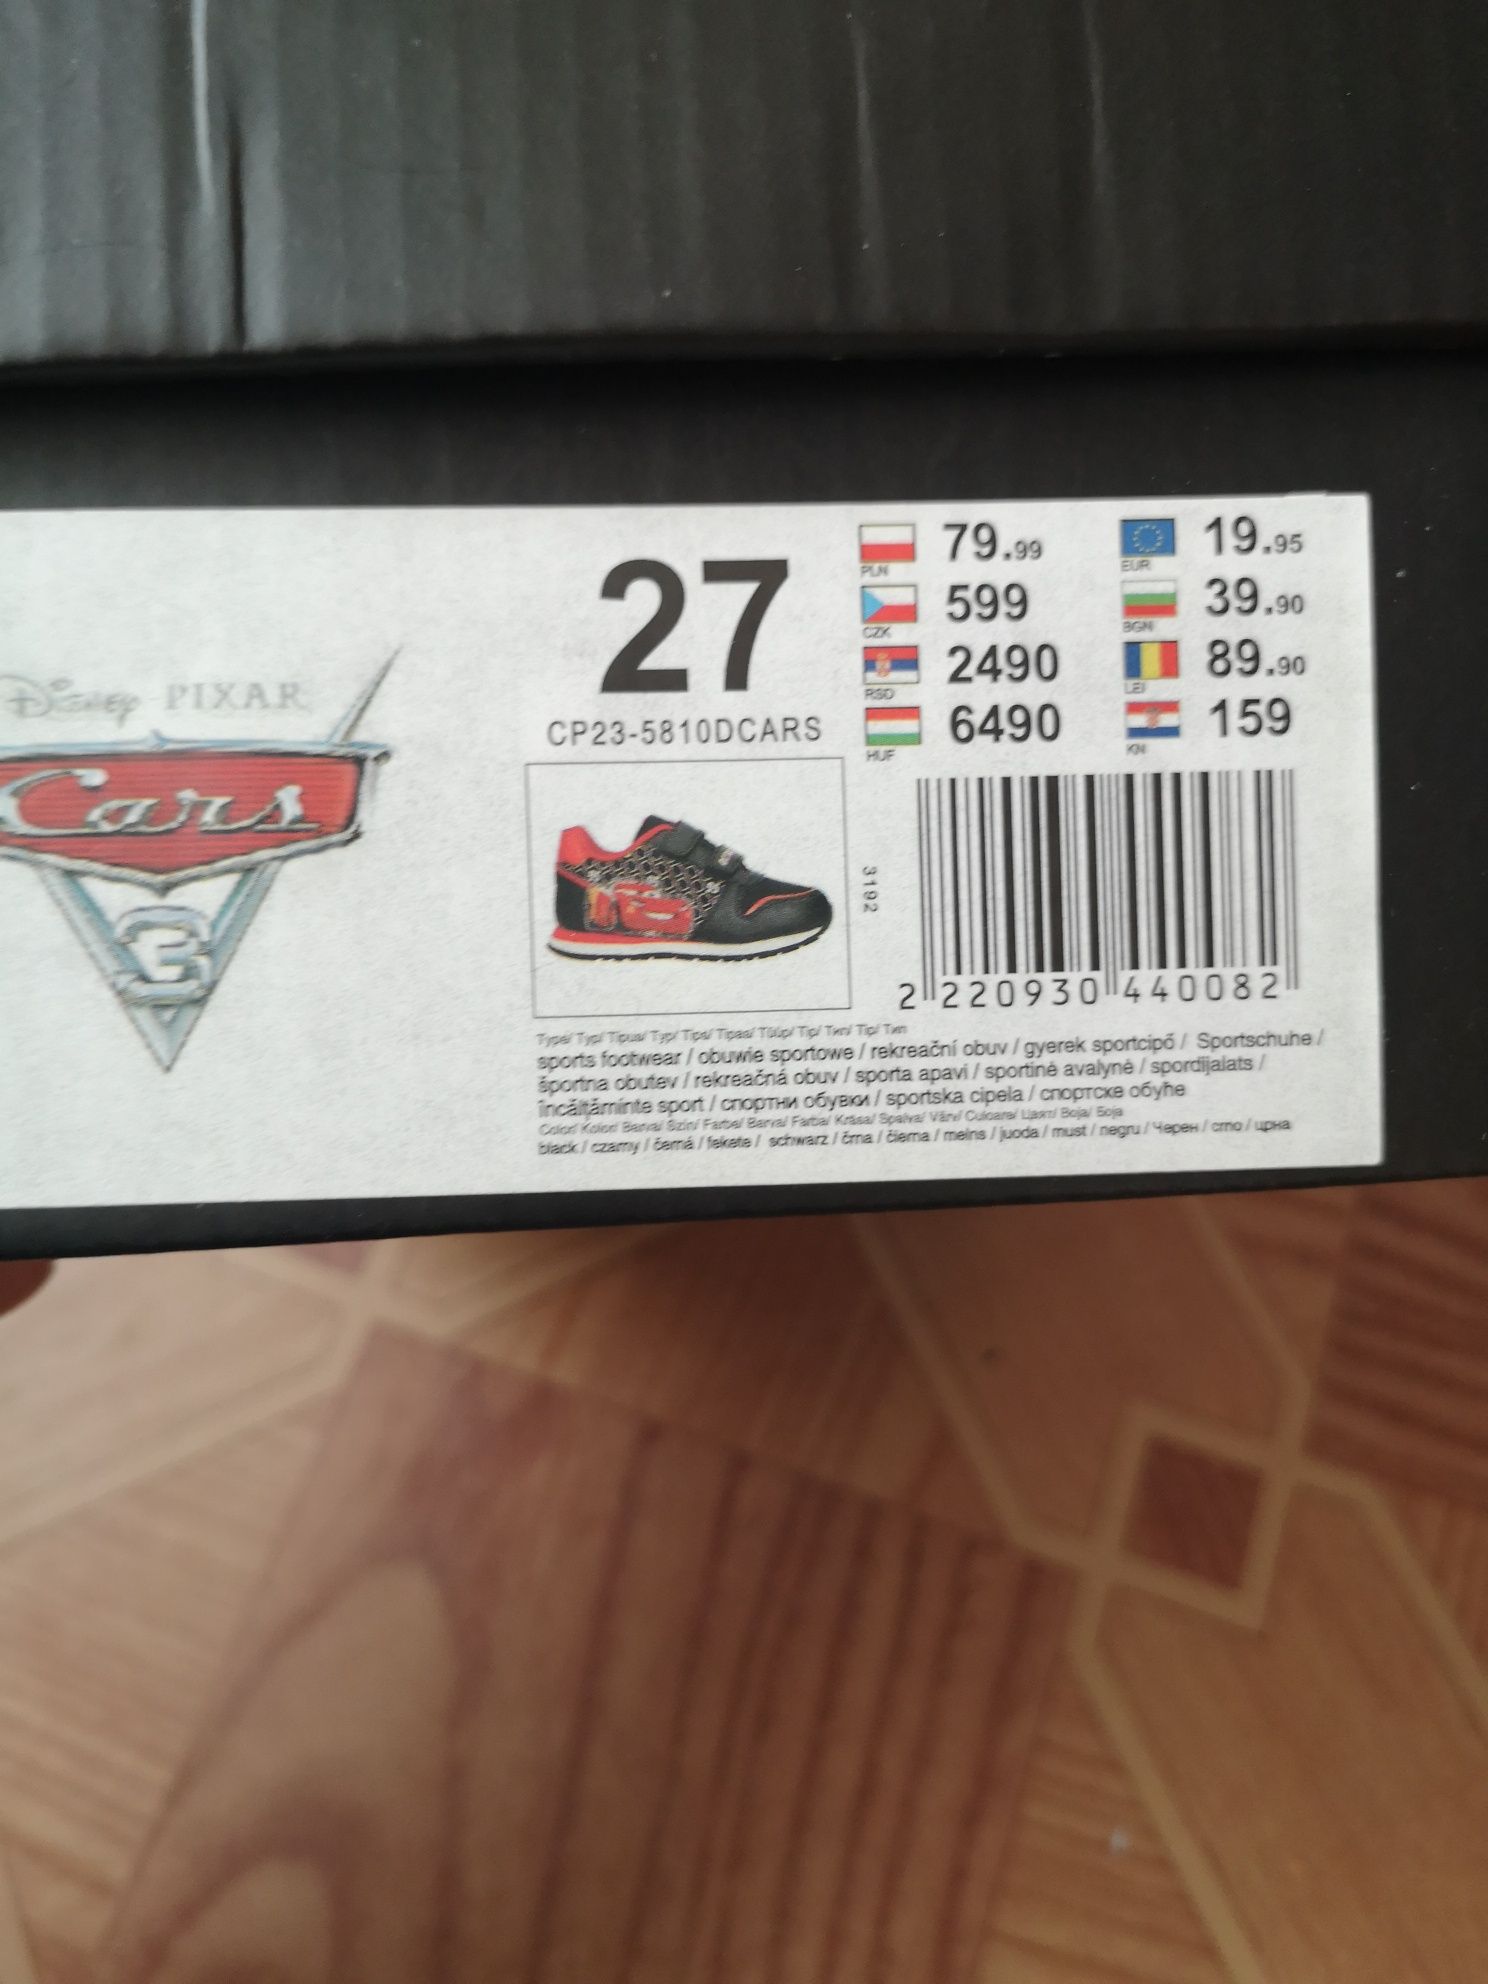 Disney PIXAR
Cars
3
27
CP23-5810DCARS
PLN 79.99
EUR 19.95
CZK 599
BGN 39.90
RSD 2490
LEI 89.90
HUF 6490
KN 159
3192
2 220930 440082
Type/ Typ/ Típus/ Typ/ Tips/ Tipas/ Tüüp/ Tip/ Тип/ Tip/ Тип
sports footwear / obuwie sportowe / rekreační obuv / gyerek sportcipő / Sportschuhe /
športna obutev / rekreačná obuv / sporta apavi / sportinė avalynė / spordijalats /
încălțăminte sport / спортни обувки / sportska cipela / спортске обуће
Color/ Kolor/ Barva/ Szín/ Farbe/ Barva/ Farba/ Krāsa/ Spalva/ Värv/ Culoare/ Цвят/ Boja/ Боја
black / czarny / černá / fekete / schwarz / črna / čierna / melns / juoda / must / negru / Черен / crno / црна